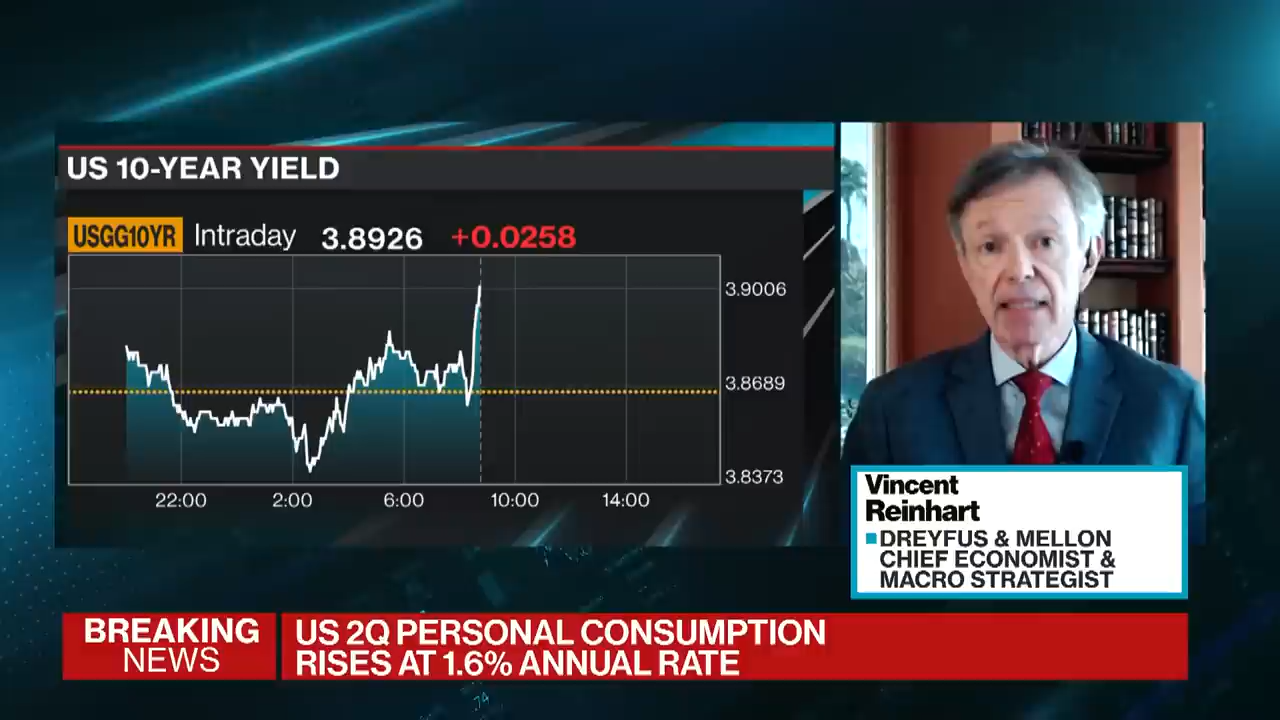 US 10-YEAR YIELD
USGG10YR Intraday 3.8926 +0.0258
3.9006
3.8689
3.8373
22:00 2:00 6:00 10:00 14:00
Vincent
Reinhart
DREYFUS & MELLON
CHIEF ECONOMIST &
MACRO STRATEGIST
BREAKING
NEWS
US 2Q PERSONAL CONSUMPTION
RISES AT 1.6% ANNUAL RATE